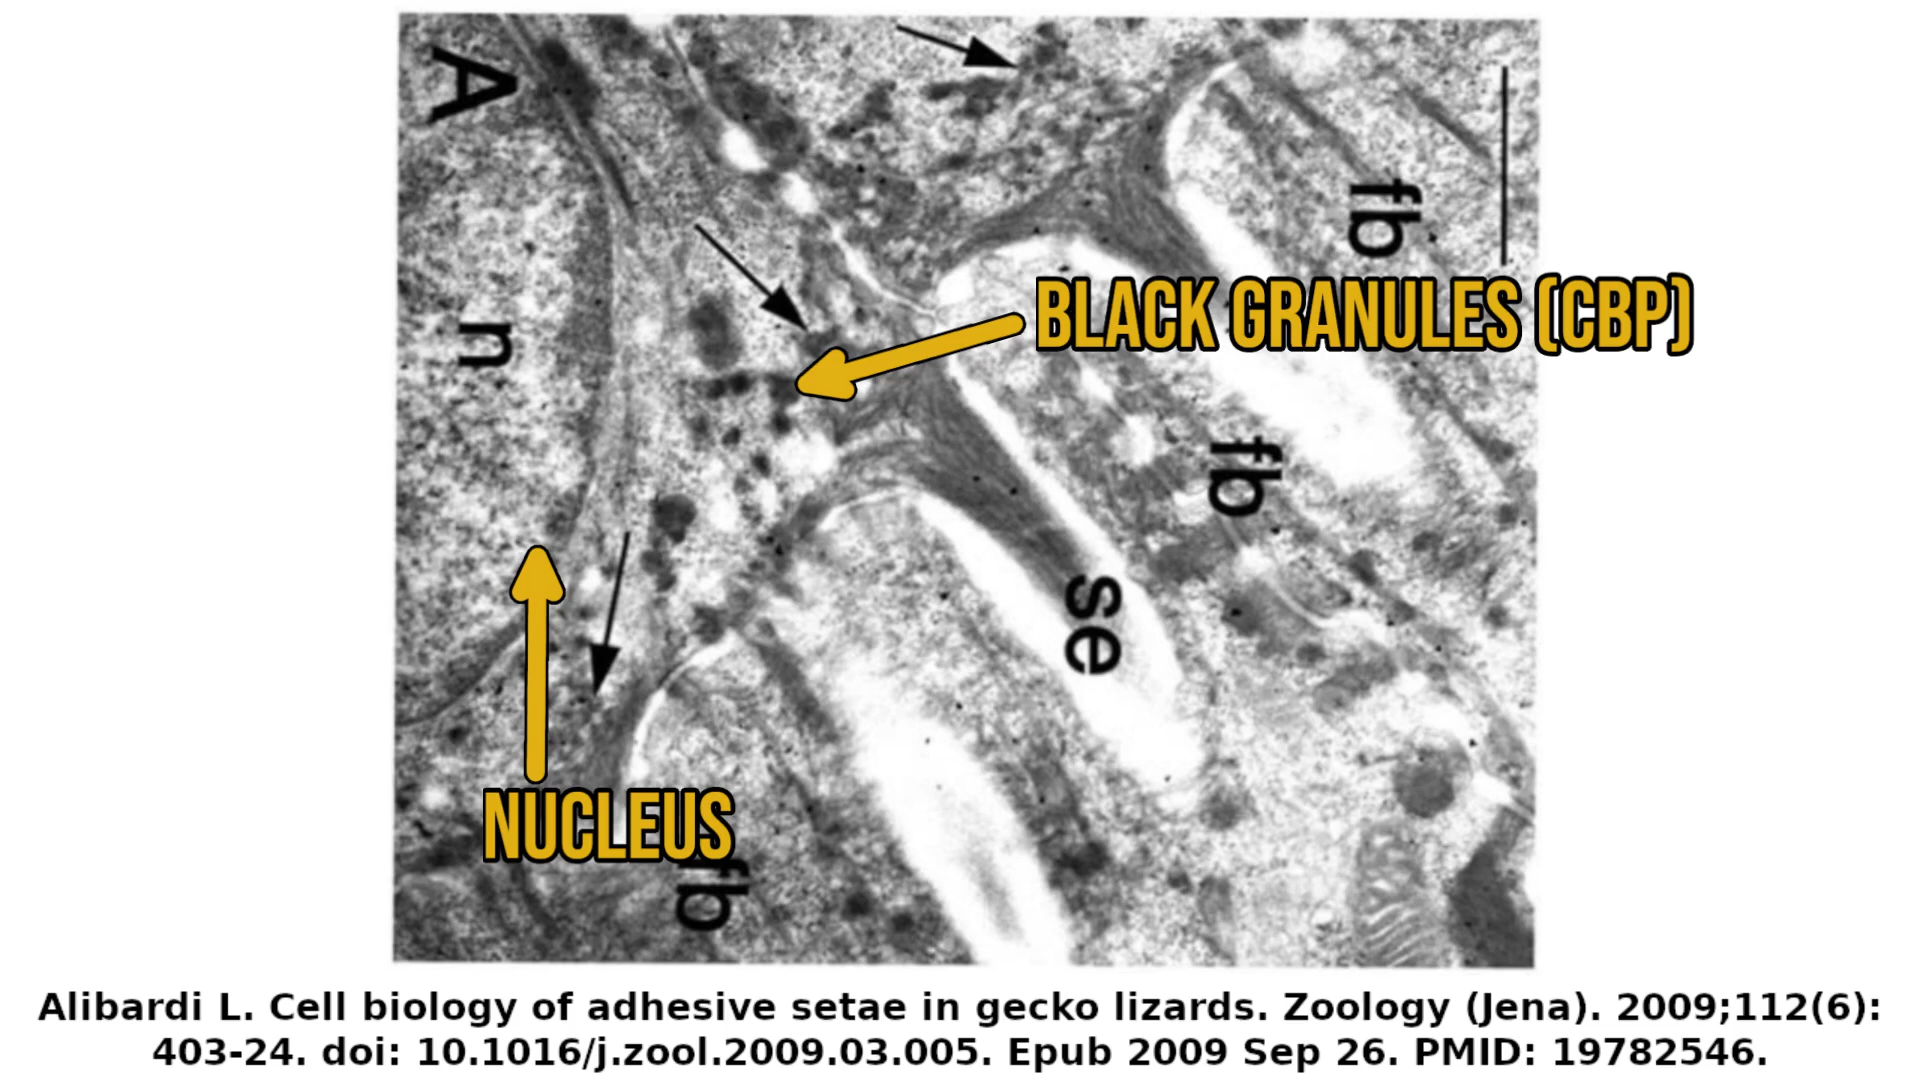 A
fb
BLACK GRANULES (CBP)
n
fb
se
NUCLEUS
fb
Alibardi L. Cell biology of adhesive setae in gecko lizards. Zoology (Jena). 2009;112(6):
403-24. doi: 10.1016/j.zool.2009.03.005. Epub 2009 Sep 26. PMID: 19782546.